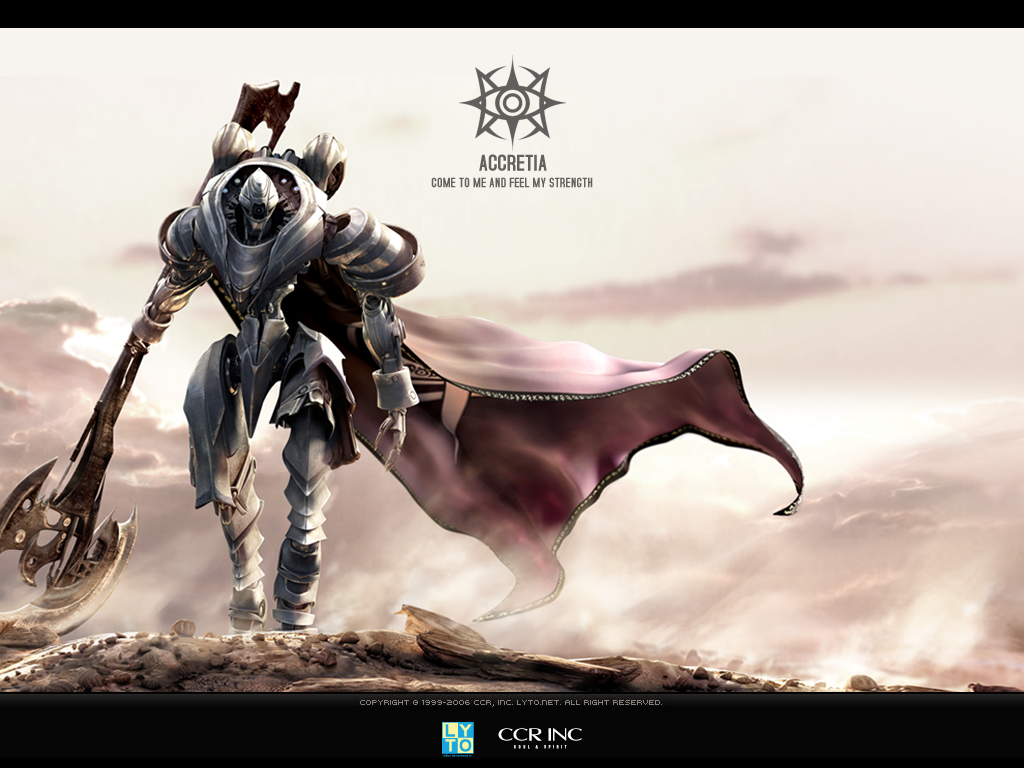 ACCRETIA
COME TO ME AND FEEL MY STRENGTH
COPYRIGHT © 1999-2006 CCR, INC. LYTO.NET. ALL RIGHT RESERVED.
LY
TO
CCR INC
SOUL & SPIRIT